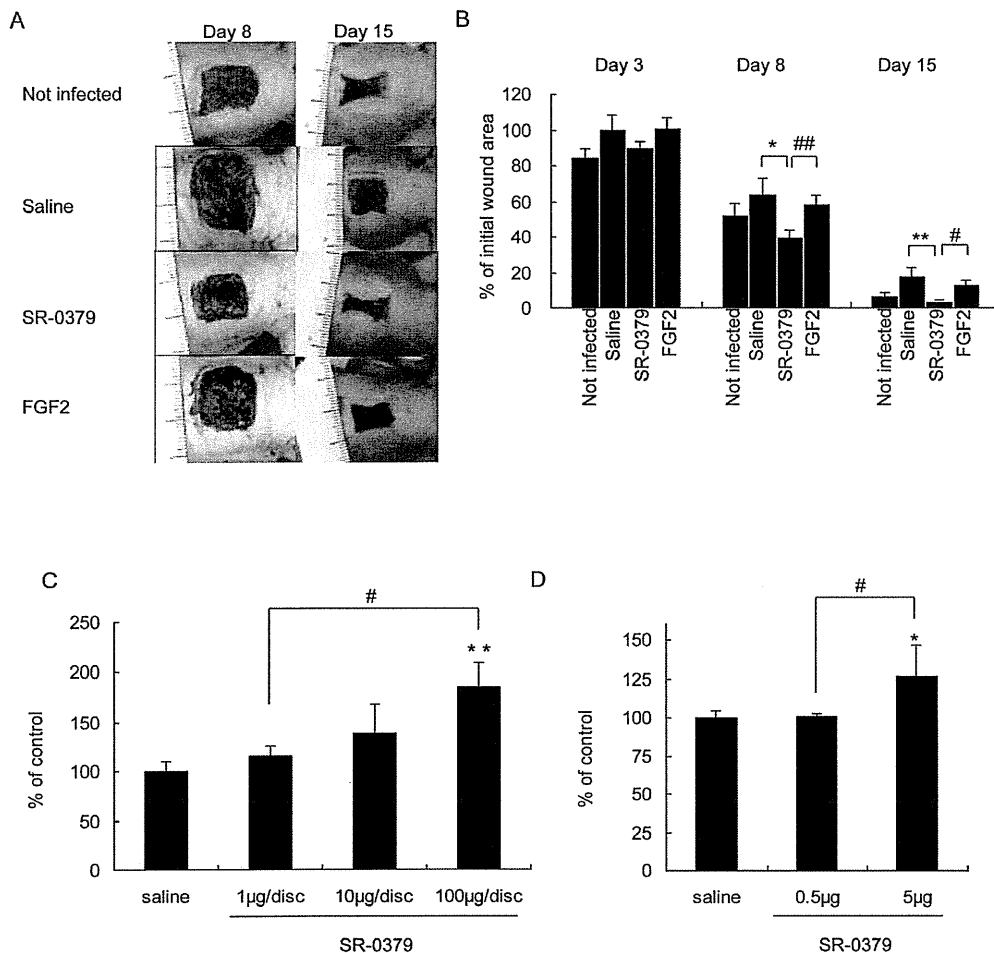 A
Day 8
Day 15
Not infected
Saline
SR-0379
FGF2
B
Day 3
Day 8
Day 15
% of initial wound area
120
100
80
60
40
20
0
*
##
**
#
Not infected
Saline
SR-0379
FGF2
Not infected
Saline
SR-0379
FGF2
Not infected
Saline
SR-0379
FGF2
C
% of control
250
200
150
100
50
0
#
* *
saline
1µg/disc
10µg/disc
100µg/disc
SR-0379
D
% of control
150
125
100
75
50
25
0
#
*
saline
0.5µg
5µg
SR-0379